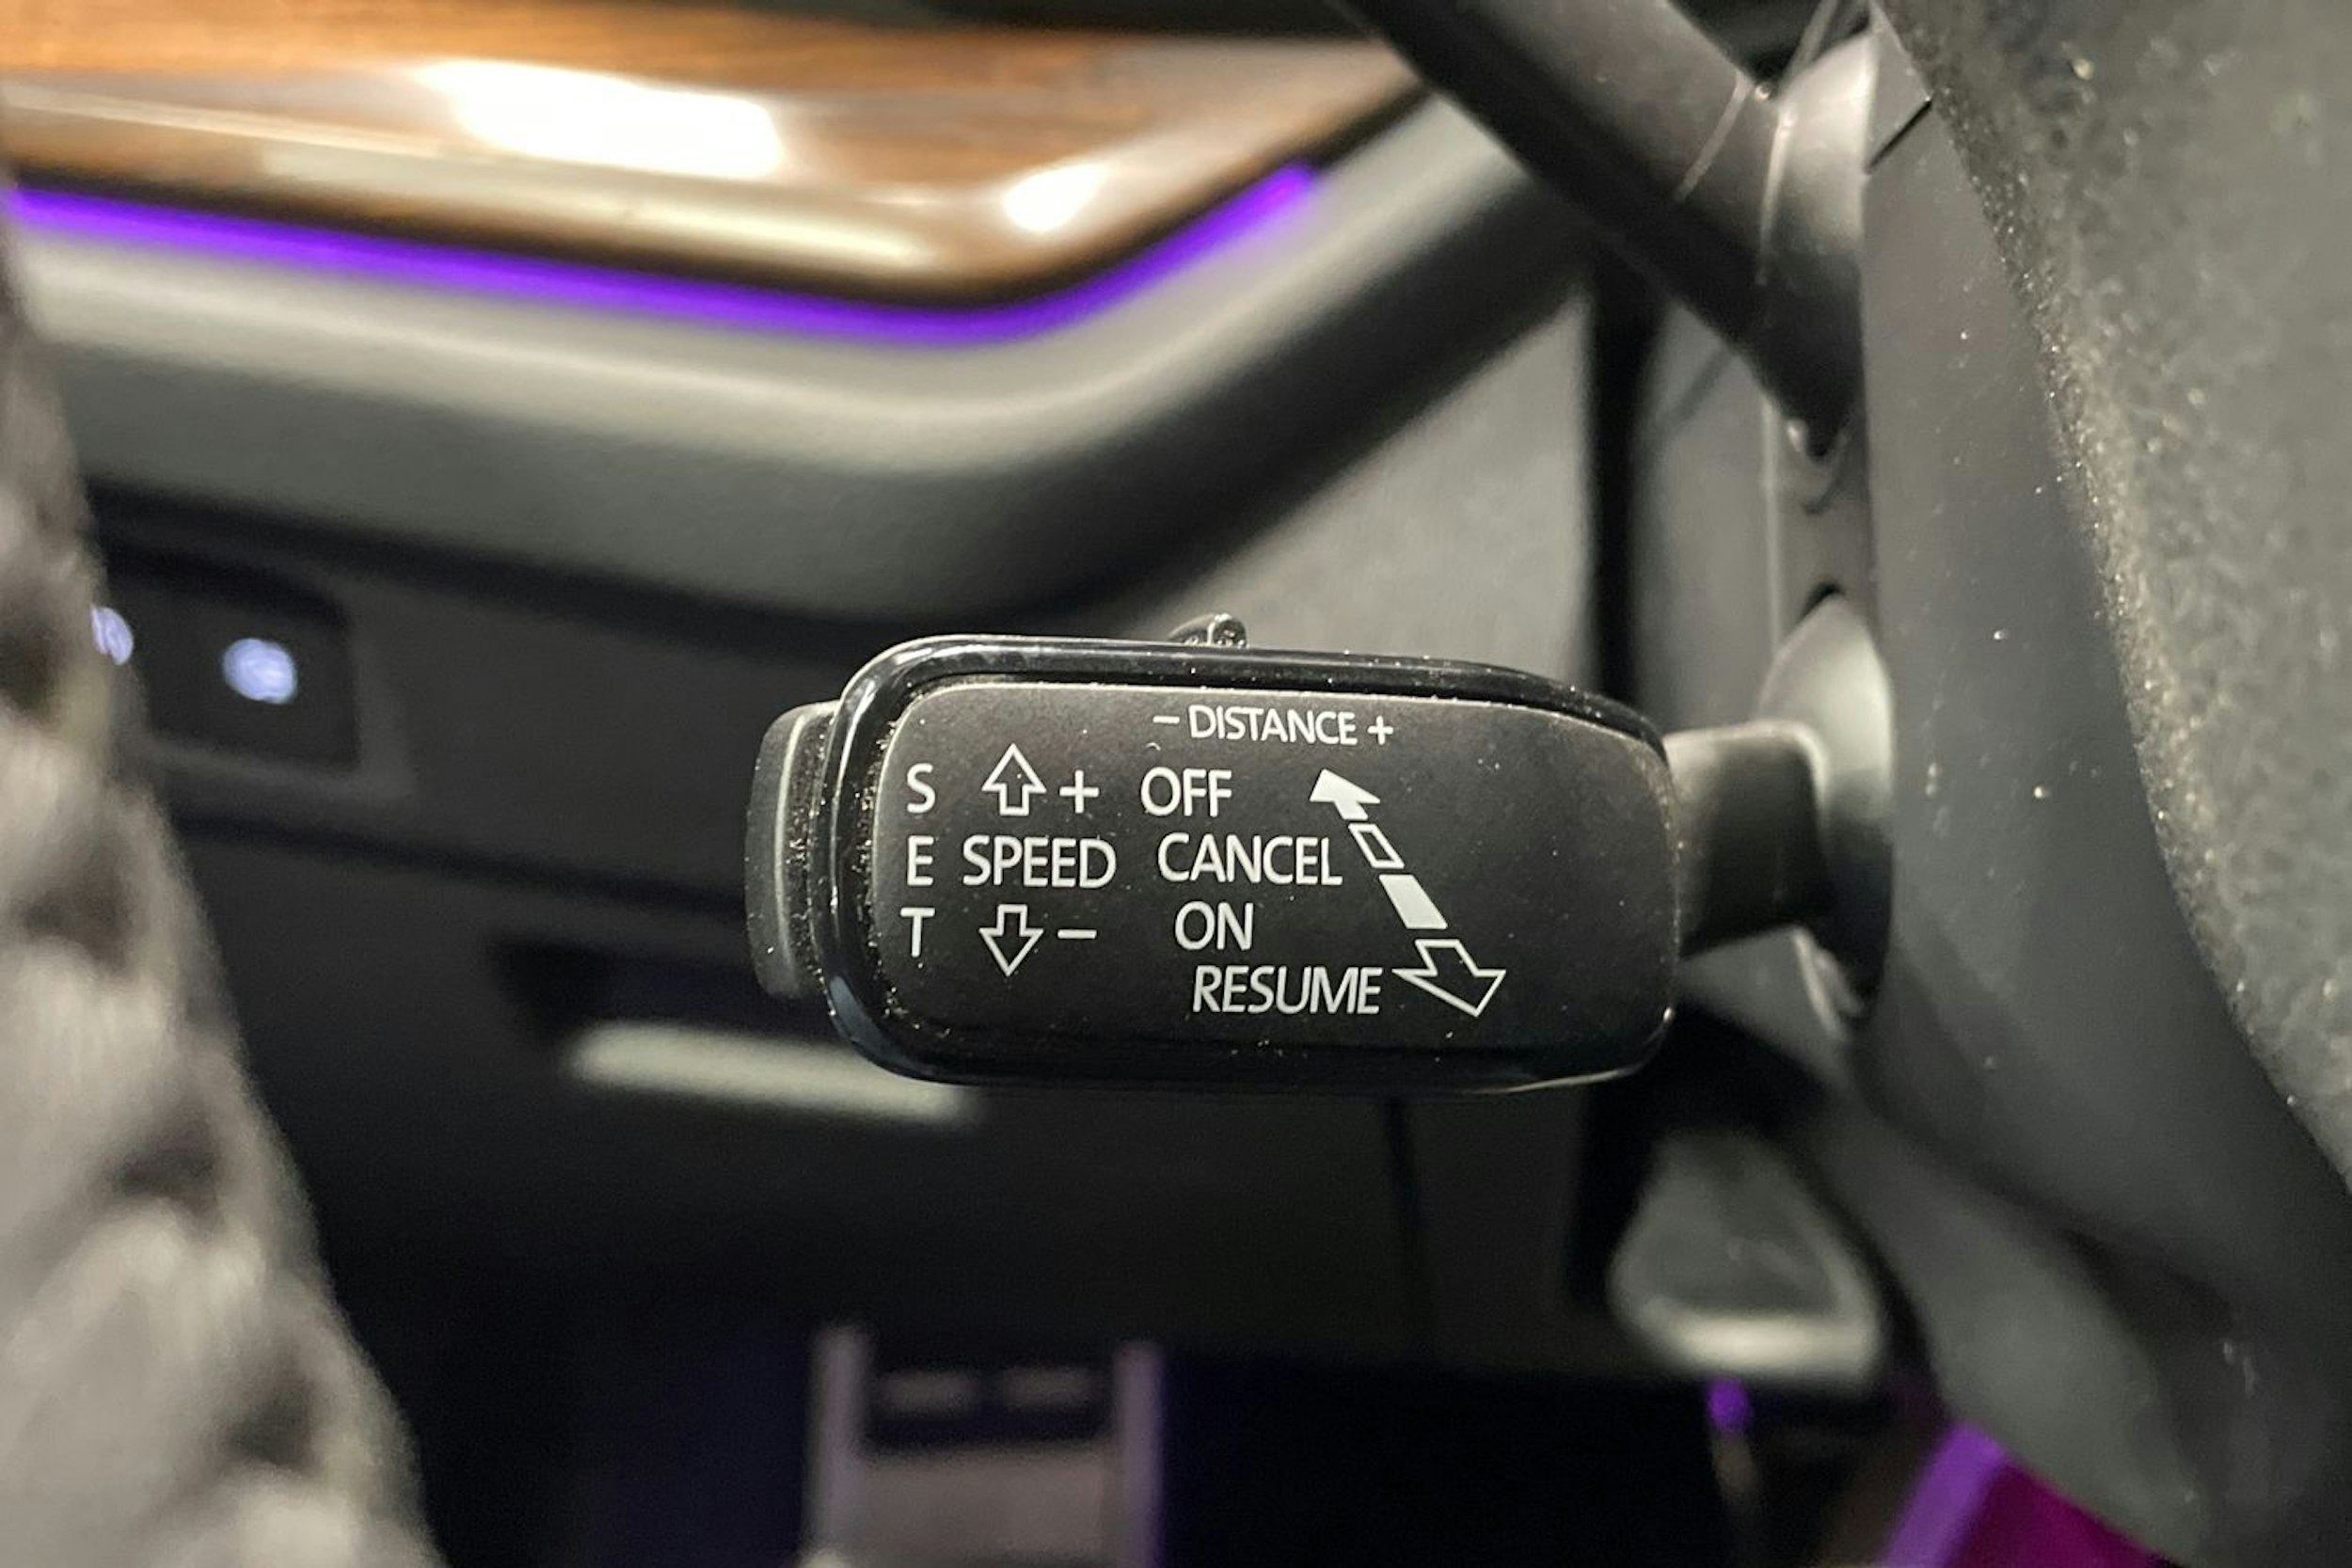 − DISTANCE +
S + OFF
E SPEED CANCEL
T − ON
RESUME